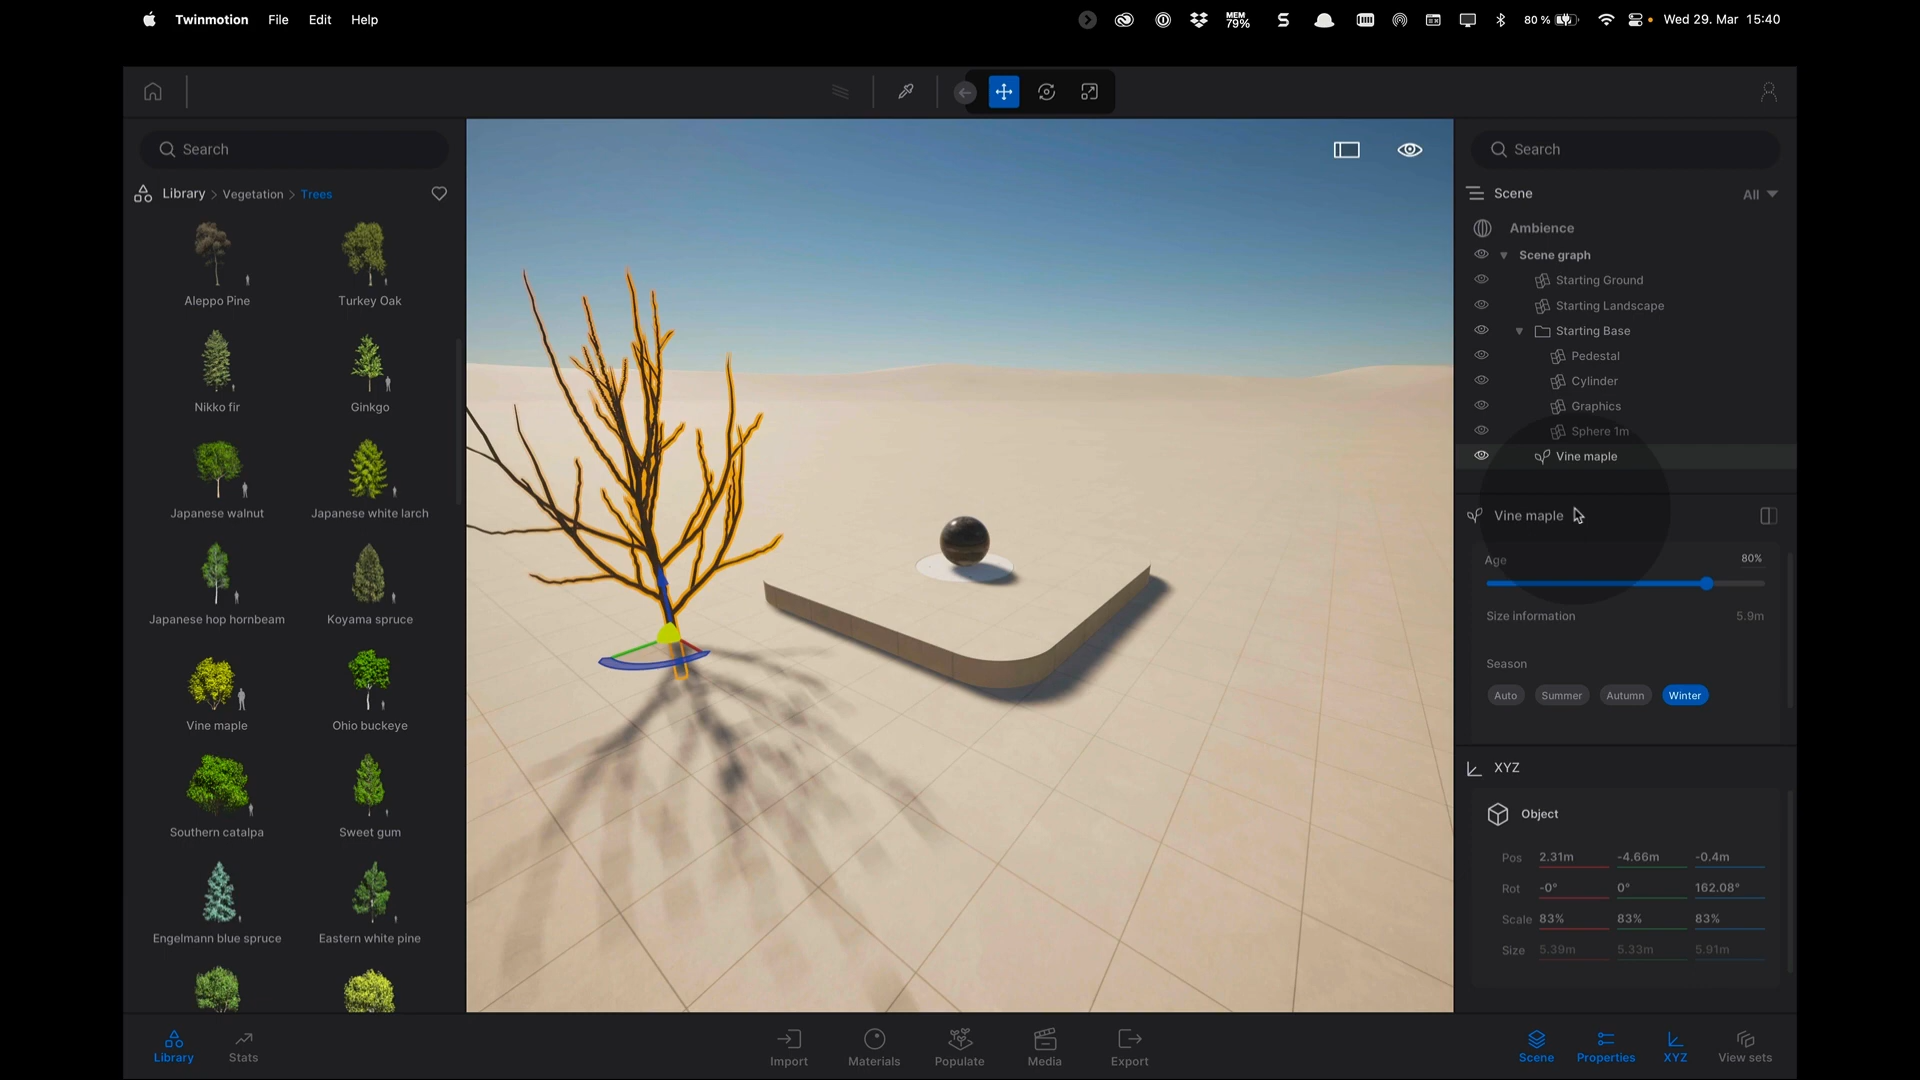 Twinmotion File Edit Help
MEM 79%
80 %
Wed 29. Mar 15:40
Search
Library > Vegetation > Trees
Aleppo Pine
Turkey Oak
Nikko fir
Ginkgo
Japanese walnut
Japanese white larch
Japanese hop hornbeam
Koyama spruce
Vine maple
Ohio buckeye
Southern catalpa
Sweet gum
Engelmann blue spruce
Eastern white pine
Search
Scene All
Ambience
Scene graph
Starting Ground
Starting Landscape
Starting Base
Pedestal
Cylinder
Graphics
Sphere 1m
Vine maple
Vine maple
Age 80%
Size information 5.9m
Season
Auto Summer Autumn Winter
XYZ
Object
Pos 2.31m -4.66m -0.4m
Rot -0° 0° 162.08°
Scale 83% 83% 83%
Size 5.39m 5.33m 5.91m
Library Stats
Import Materials Populate Media Export
Scene Properties XYZ View sets